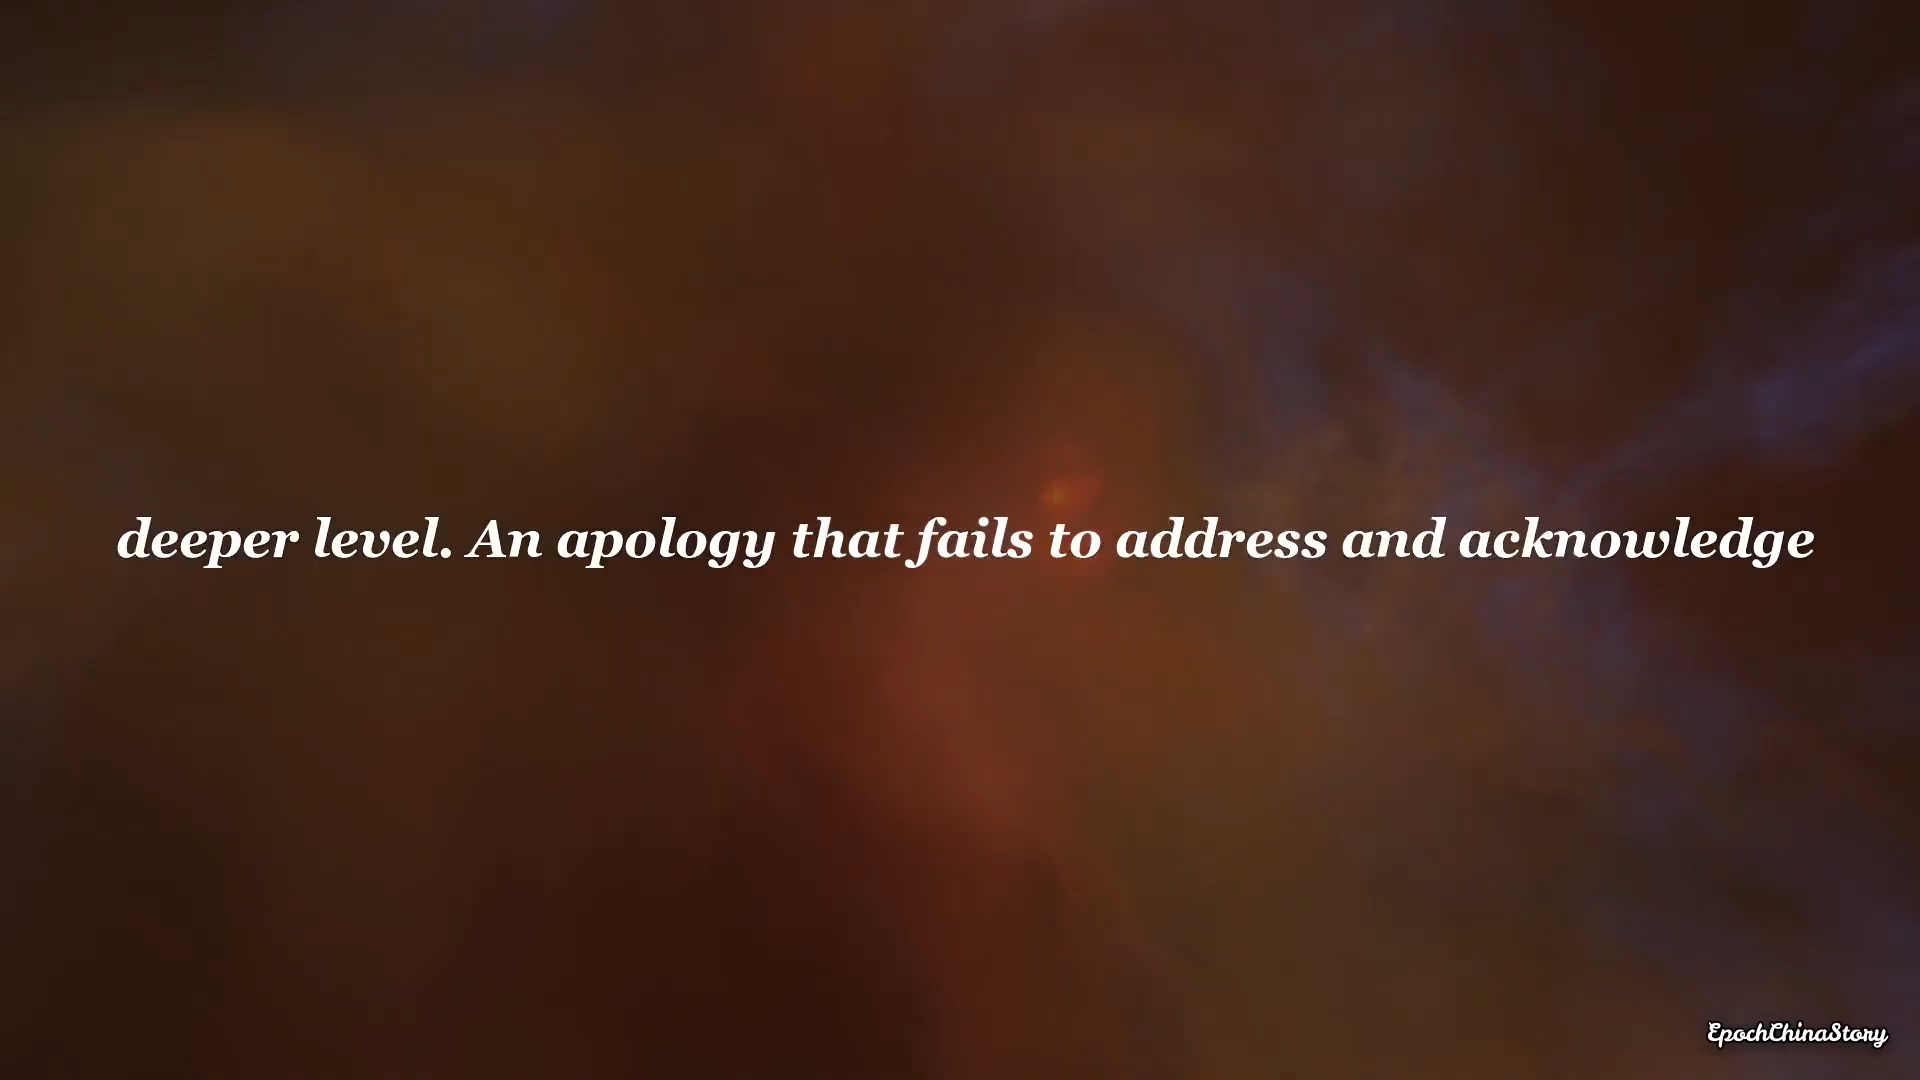 deeper level. An apology that fails to address and acknowledge
EpochChinaStory